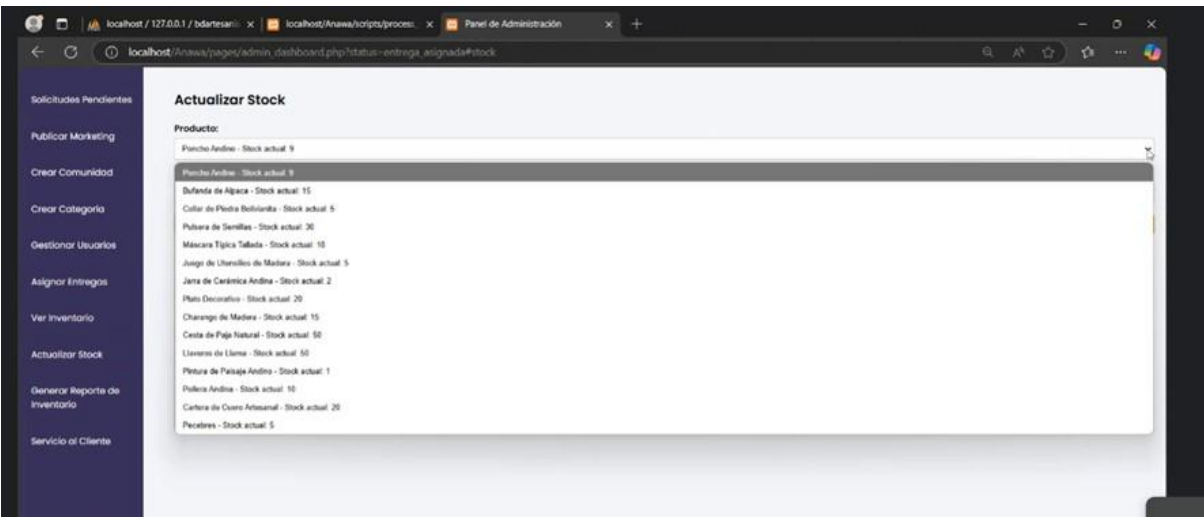 localhost / 127.0.0.1 / bdartesani
localhost/Anawa/scripts/process_
Panel de Administración
localhost/Anawa/pages/admin_dashboard.php?status=entrega_asignada#stock
Solicitudes Pendientes
Publicar Marketing
Crear Comunidad
Crear Categoría
Gestionar Usuarios
Asignar Entregas
Ver Inventario
Actualizar Stock
Generar Reporte de
Inventario
Servicio al Cliente
Actualizar Stock
Producto:
Poncho Andino - Stock actual: 9
Poncho Andino - Stock actual: 9
Bufanda de Alpaca - Stock actual: 15
Collar de Piedra Bolivianita - Stock actual: 5
Pulsera de Semillas - Stock actual: 30
Máscara Típica Tallada - Stock actual: 10
Juego de Utensilios de Madera - Stock actual: 5
Jarra de Cerámica Andina - Stock actual: 2
Plato Decorativo - Stock actual: 20
Charango de Madera - Stock actual: 15
Cesta de Paja Natural - Stock actual: 50
Llaveros de Llama - Stock actual: 50
Pintura de Paisaje Andino - Stock actual: 1
Pollera Andina - Stock actual: 10
Cartera de Cuero Artesanal - Stock actual: 20
Pecebres - Stock actual: 5